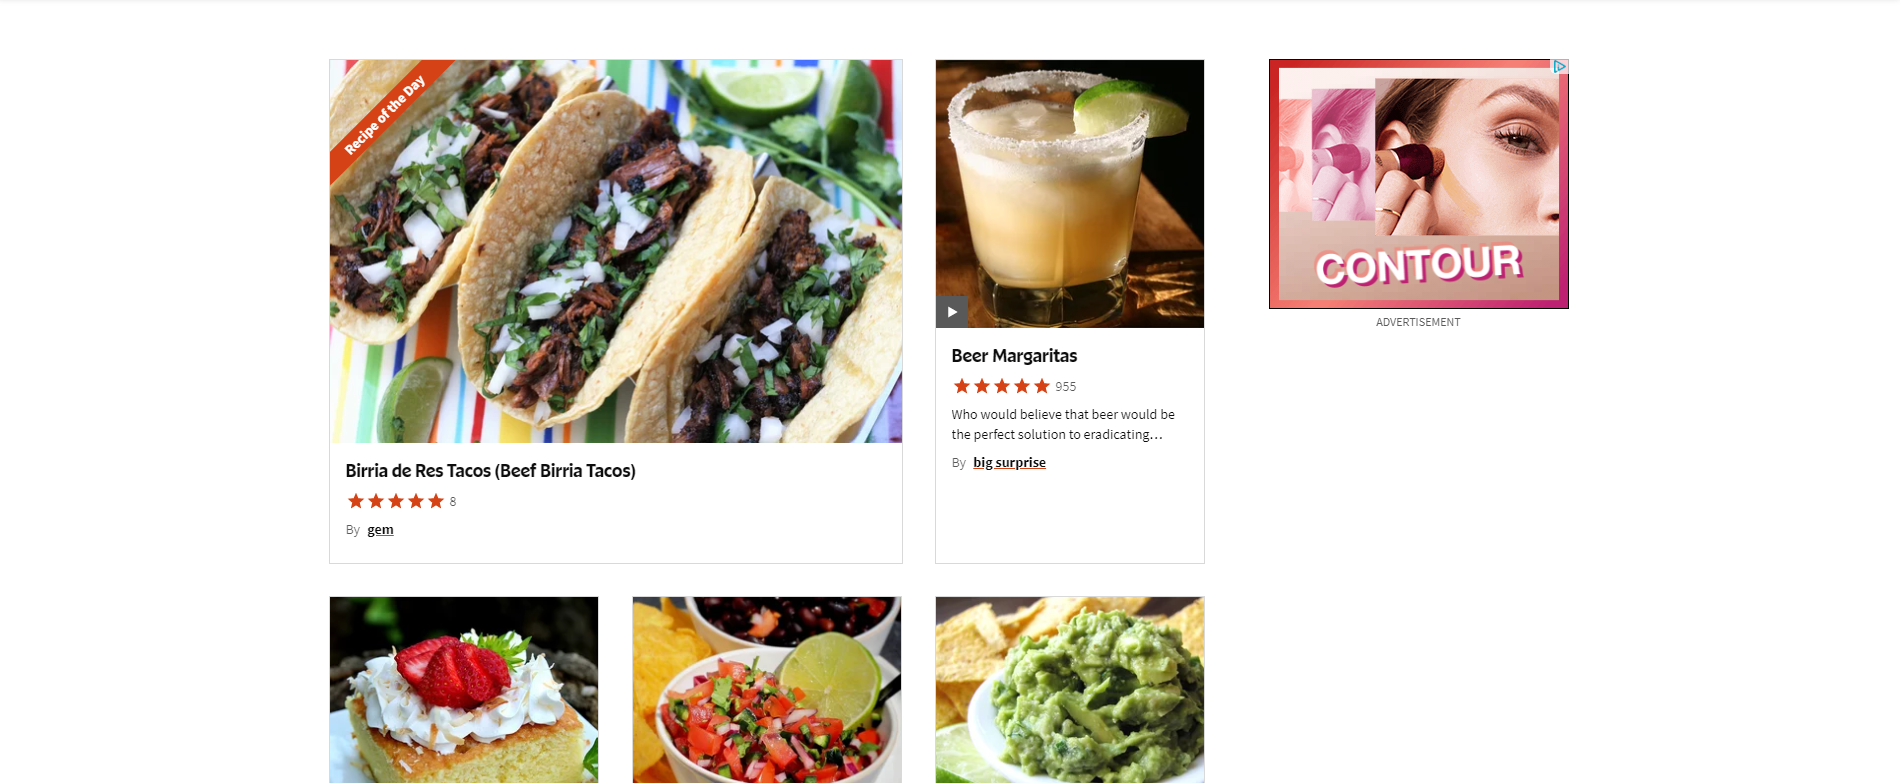 Recipe of the Day
Birria de Res Tacos (Beef Birria Tacos)
8
By gem
Beer Margaritas
955
Who would believe that beer would be
the perfect solution to eradicating...
By big surprise
CONTOUR
ADVERTISEMENT